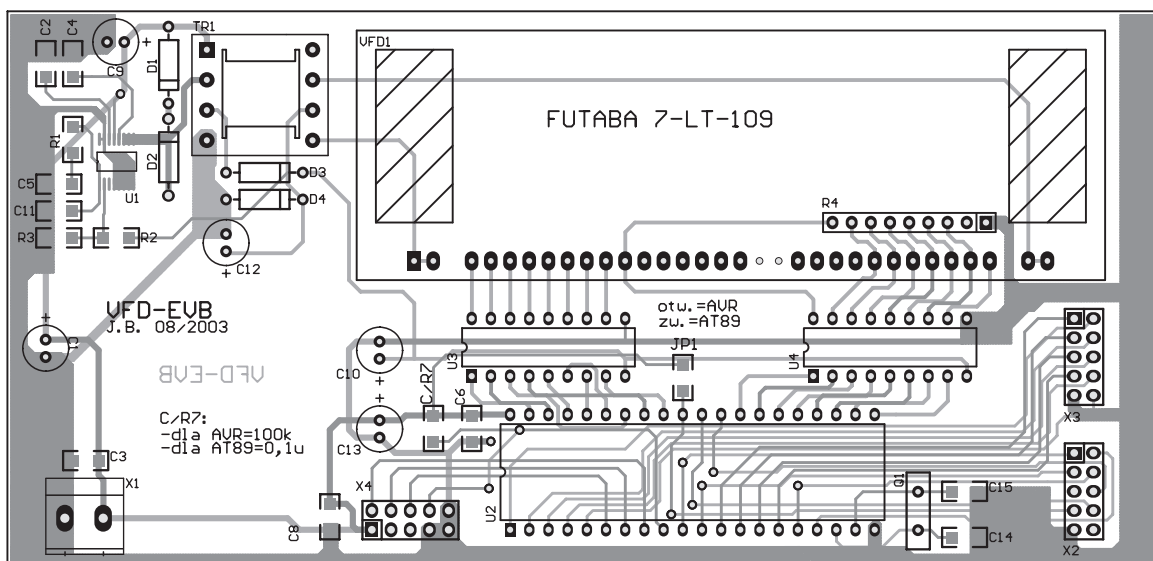 C2
C4
TR1
VFD1
C9
D1
FUTABA 7-LT-109
R1
D2
C5
U1
D3
C11
D4
R4
R3
R2
C12
VFD-EVB
J.B. 08/2003
otw.=AVR
zw.=AT89
C1
U3
JP1
U4
C10
VFD-EVB
C/R7
C6
X3
C/R7:
-dla AVR=100k
-dla AT89=0,1u
C13
C3
X1
X4
Q1
C15
U2
C8
C14
X2